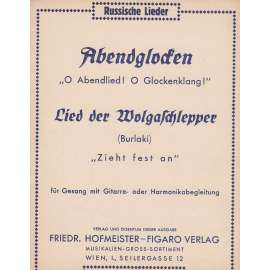 Russische Lieder
Abendglocken
„O Abendlied! O Glockenklang!"
Lied der Wolgaschlepper
(Burlaki)
„Zieht fest an"
für Gesang mit Gitarre- oder Harmonikabegleitung
VERLAG UND EIGENTUM DIESER AUSGABE
FRIEDR. HOFMEISTER–FIGARO VERLAG
MUSIKALIEN-GROSS-SORTIMENT
WIEN, I., SEILERGASSE 12